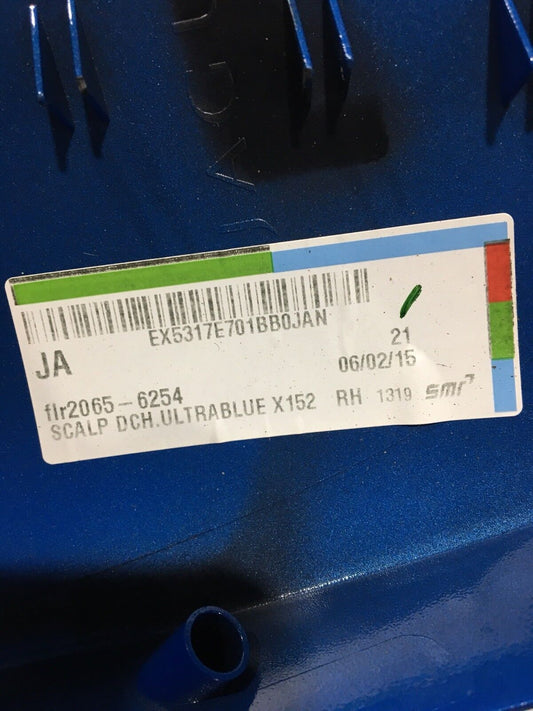 EX5317E701BB0JAN
JA
21
06/02/15
flr2065-6254
SCALP DCH.ULTRABLUE X152 RH 1319 smr